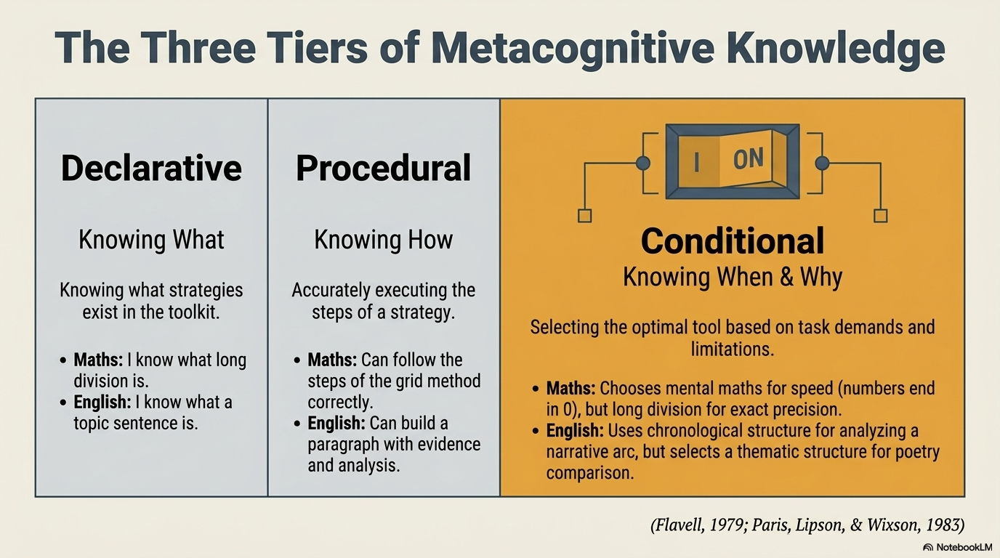 The Three Tiers of Metacognitive Knowledge
Declarative
Knowing What
Knowing what strategies
exist in the toolkit.
• Maths: I know what long
division is.
• English: I know what a
topic sentence is.
Procedural
Knowing How
Accurately executing the
steps of a strategy.
• Maths: Can follow the
steps of the grid method
correctly.
• English: Can build a
paragraph with evidence
and analysis.
I ON
Conditional
Knowing When & Why
Selecting the optimal tool based on task demands and
limitations.
• Maths: Chooses mental maths for speed (numbers end
in 0), but long division for exact precision.
• English: Uses chronological structure for analyzing a
narrative arc, but selects a thematic structure for poetry
comparison.
(Flavell, 1979; Paris, Lipson, & Wixson, 1983)
NotebookLM